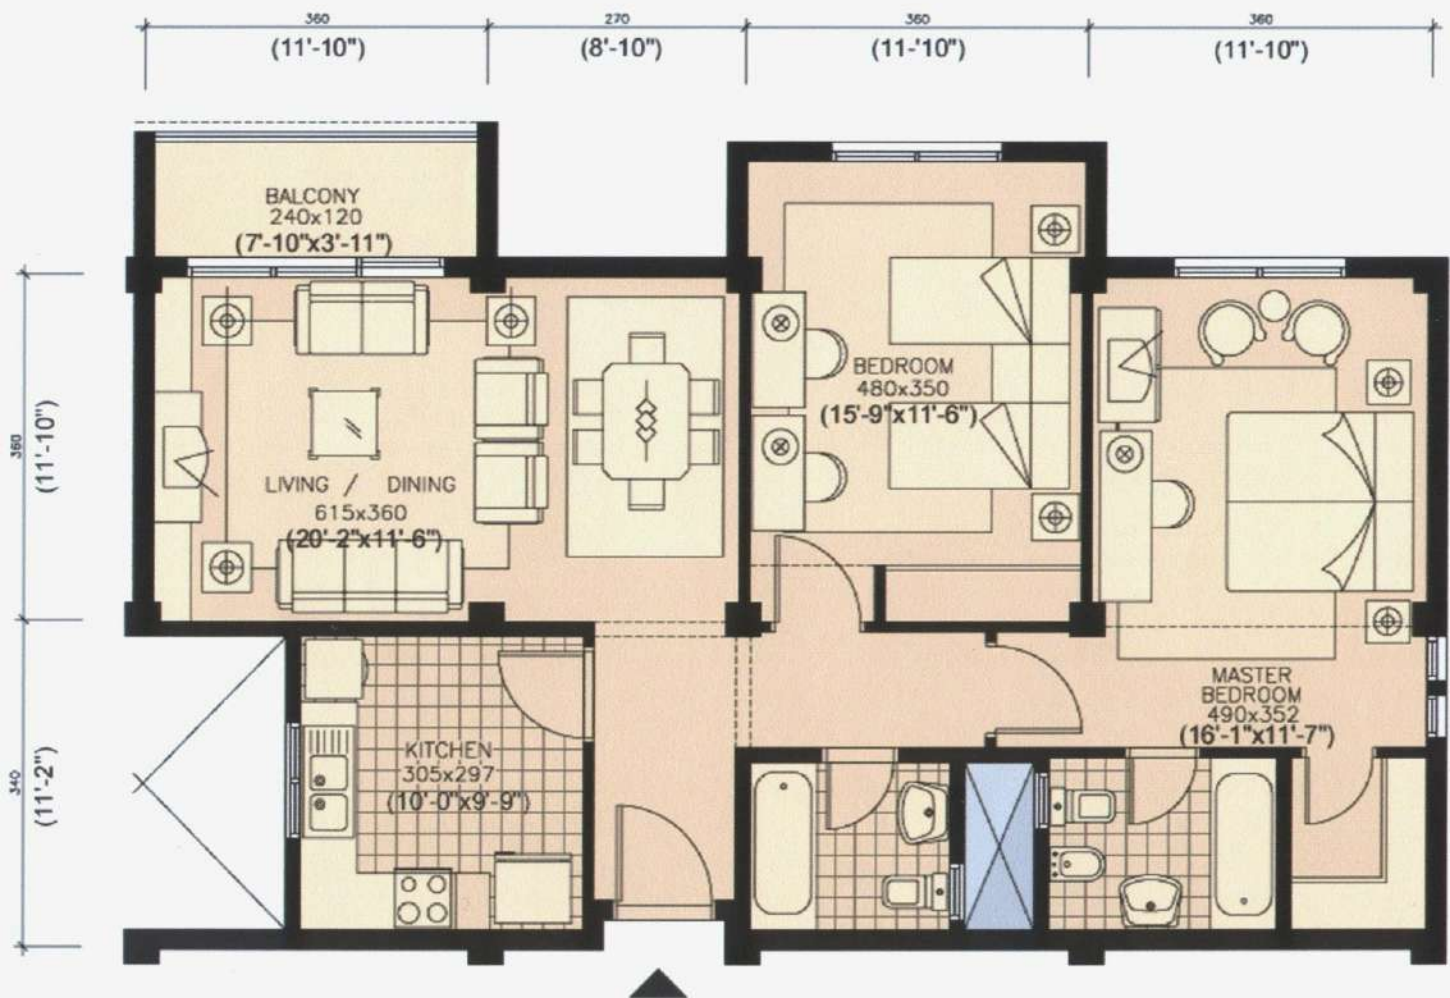 360 270 360 360
(11'-10") (8'-10") (11-'10") (11'-10")
BALCONY
240x120
(7'-10"x3'-11")
BEDROOM
480x350
(15'-9"x11'-6")
360
(11'-10")
LIVING / DINING
615x360
(20'-2"x11'-6")
MASTER
BEDROOM
490x352
(16'-1"x11'-7")
KITCHEN
305x297
(10'-0"x9'-9")
340
(11'-2")